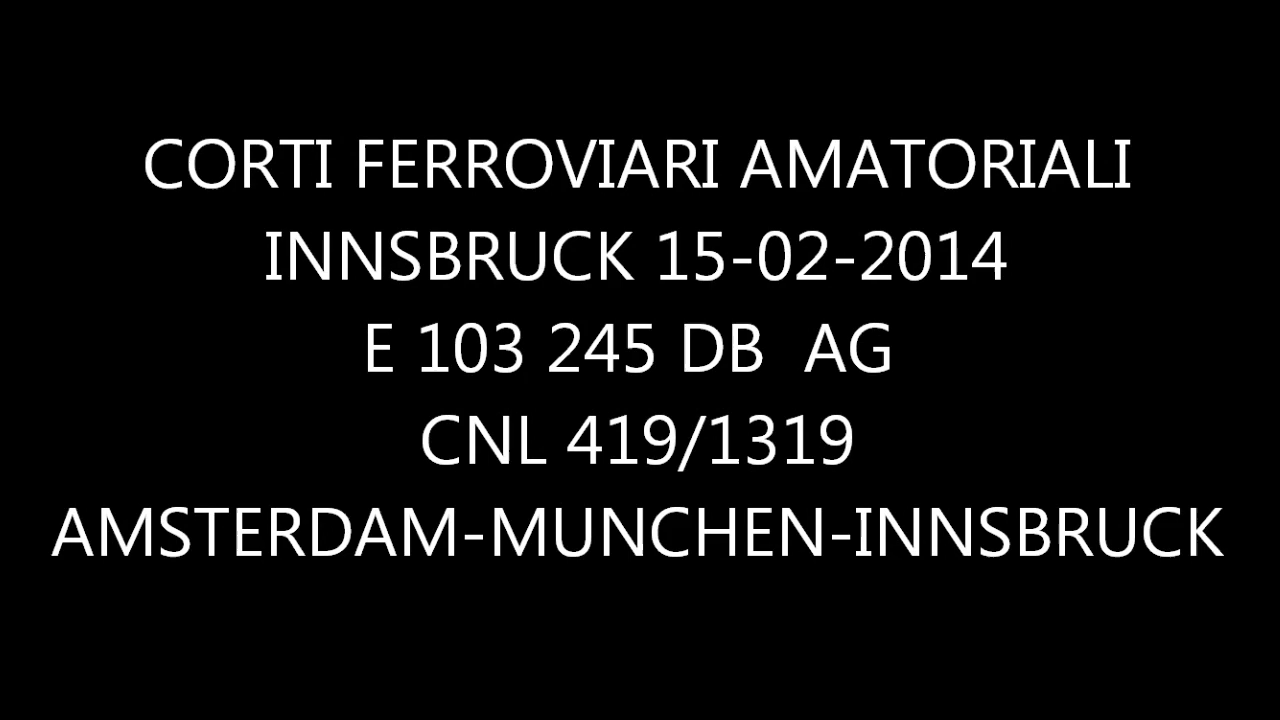 CORTI FERROVIARI AMATORIALI
INNSBRUCK 15-02-2014
E 103 245 DB  AG
CNL 419/1319
AMSTERDAM-MUNCHEN-INNSBRUCK